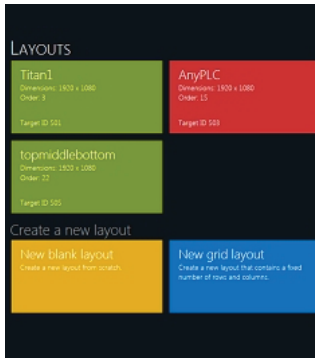 LAYOUTS
Titan1
Dimensions: 1920 x 1080
Order: 8
Target ID 501
AnyPLC
Dimensions: 1920 x 1080
Order: 15
Target ID 503
topmiddlebottom
Dimensions: 1920 x 1080
Order: 22
Target ID 505
Create a new layout
New blank layout
Create a new layout from scratch.
New grid layout
Create a new layout that contains a fixed
number of rows and columns.